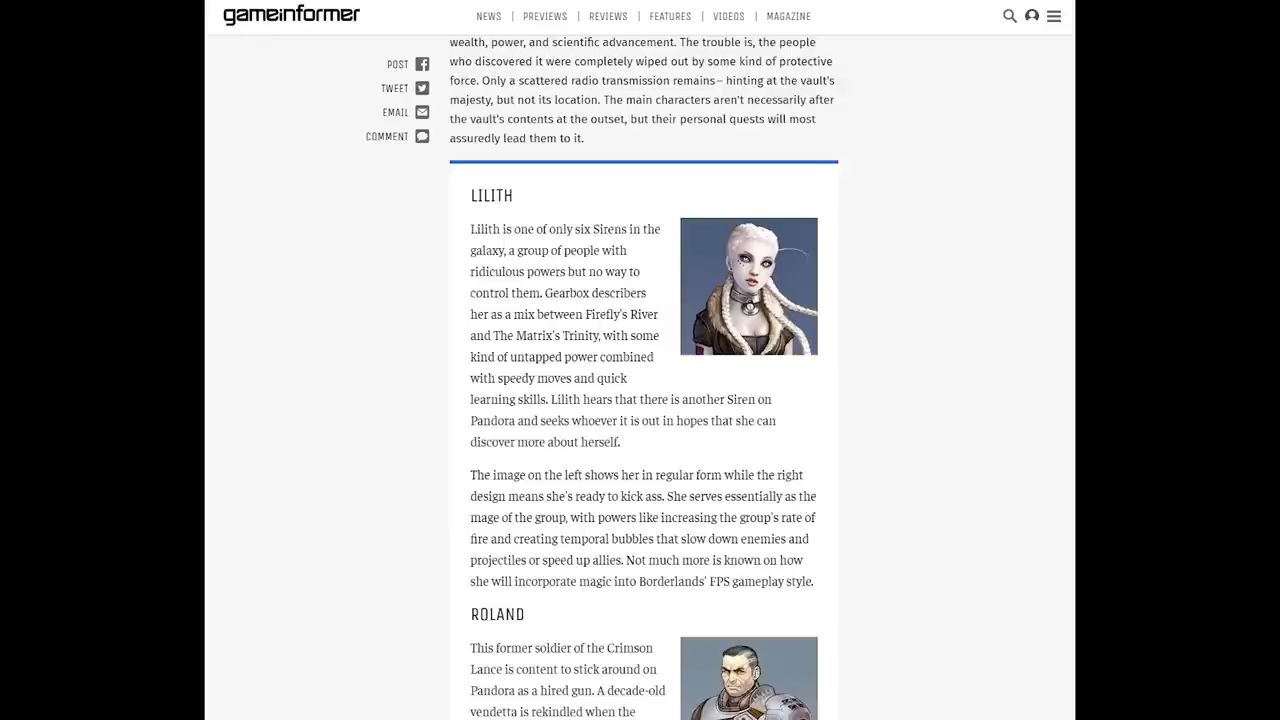 gameinformer
NEWS | PREVIEWS | REVIEWS | FEATURES | VIDEOS | MAGAZINE
POST
TWEET
EMAIL
COMMENT
wealth, power, and scientific advancement. The trouble is, the people
who discovered it were completely wiped out by some kind of protective
force. Only a scattered radio transmission remains – hinting at the vault's
majesty, but not its location. The main characters aren't necessarily after
the vault's contents at the outset, but their personal quests will most
assuredly lead them to it.
LILITH
Lilith is one of only six Sirens in the
galaxy, a group of people with
ridiculous powers but no way to
control them. Gearbox describers
her as a mix between Firefly's River
and The Matrix's Trinity, with some
kind of untapped power combined
with speedy moves and quick
learning skills. Lilith hears that there is another Siren on
Pandora and seeks whoever it is out in hopes that she can
discover more about herself.
The image on the left shows her in regular form while the right
design means she's ready to kick ass. She serves essentially as the
mage of the group, with powers like increasing the group's rate of
fire and creating temporal bubbles that slow down enemies and
projectiles or speed up allies. Not much more is known on how
she will incorporate magic into Borderlands' FPS gameplay style.
ROLAND
This former soldier of the Crimson
Lance is content to stick around on
Pandora as a hired gun. A decade-old
vendetta is rekindled when the